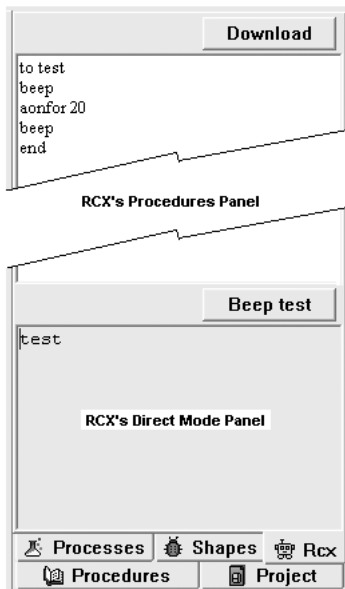 Download
to test
beep
aonfor 20
beep
end
RCX's Procedures Panel
Beep test
test
RCX's Direct Mode Panel
Processes Shapes Rcx
Procedures Project